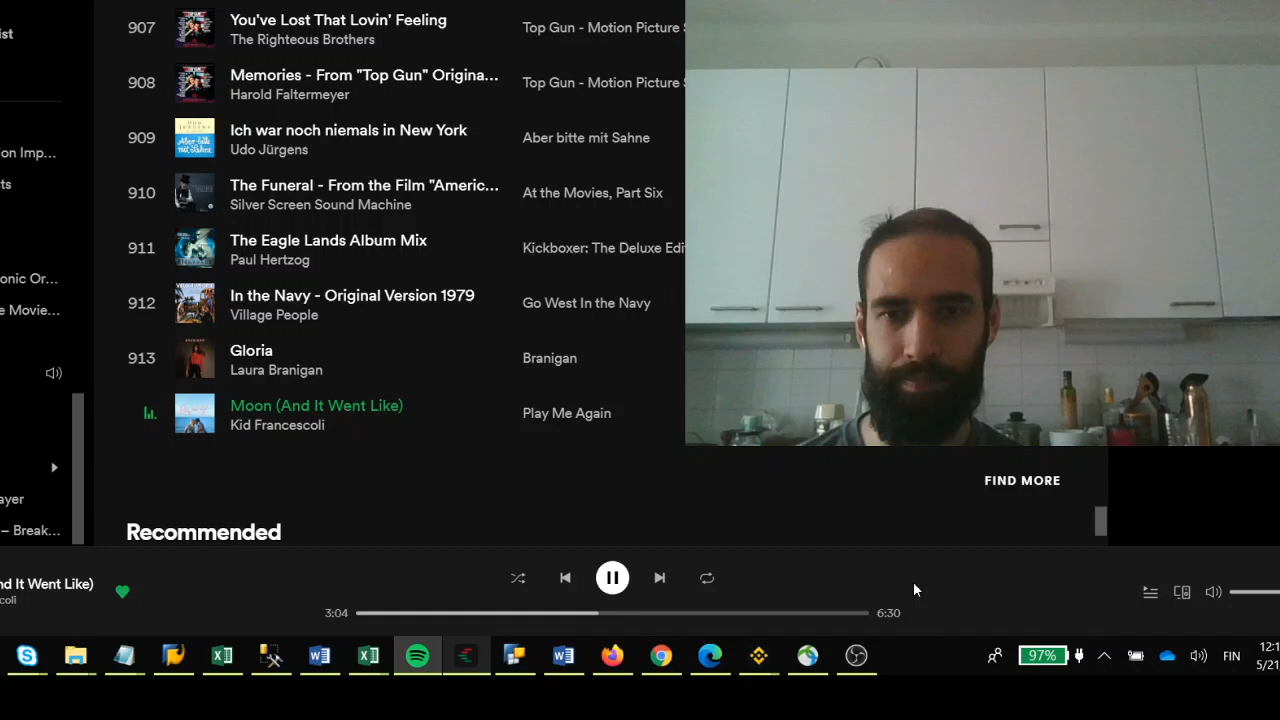 ist
907 You've Lost That Lovin' Feeling Top Gun - Motion Picture S
The Righteous Brothers
908 Memories - From "Top Gun" Origina... Top Gun - Motion Picture S
Harold Faltermeyer
909 Ich war noch niemals in New York Aber bitte mit Sahne
Udo Jürgens
on Imp...
ts
910 The Funeral - From the Film "Americ... At the Movies, Part Six
Silver Screen Sound Machine
911 The Eagle Lands Album Mix Kickboxer: The Deluxe Edi
Paul Hertzog
onic Or...
e Movie...
912 In the Navy - Original Version 1979 Go West In the Navy
Village People
913 Gloria Branigan
Laura Branigan
Moon (And It Went Like) Play Me Again
Kid Francescoli
FIND MORE
ayer
– Break...
Recommended
nd It Went Like)
coli
3:04 6:30
97% FIN 12:1
5/21